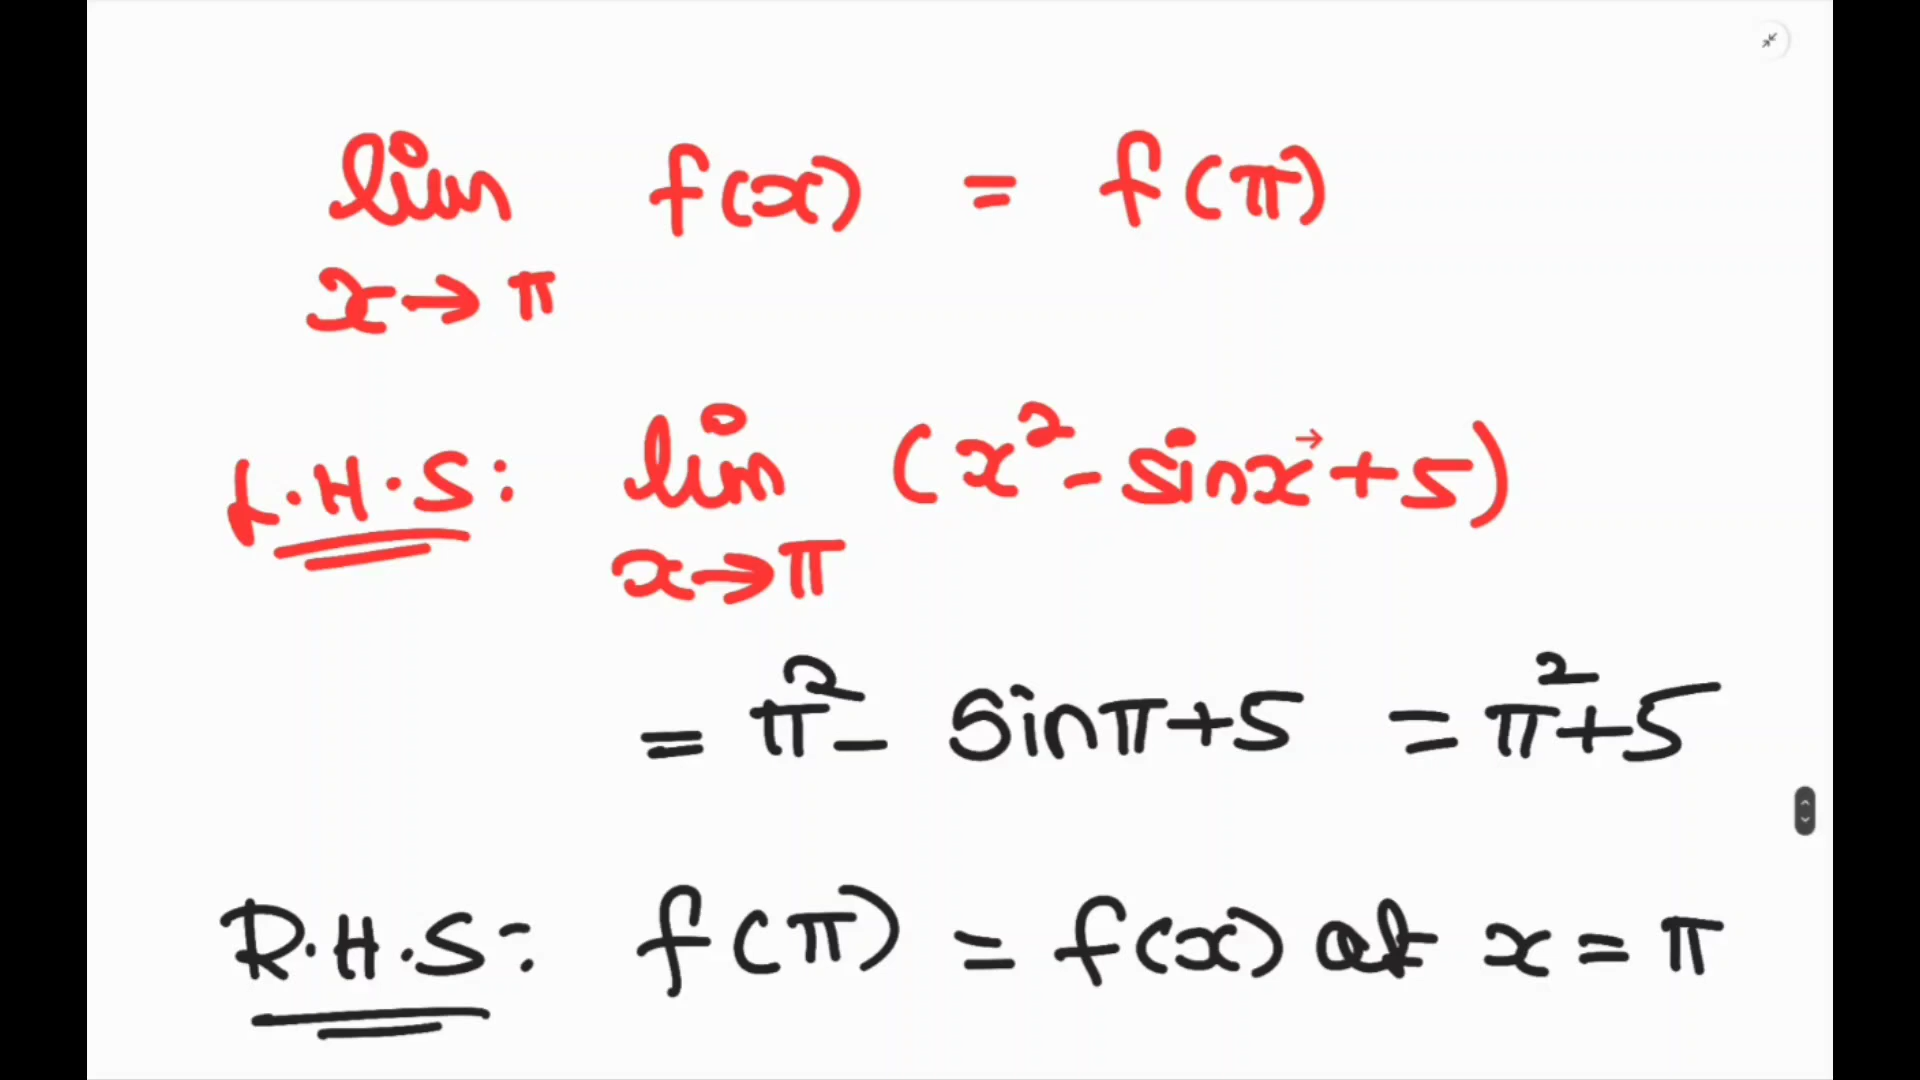 lim f(x) = f(π)
x→π
L.H.S: lim (x² - sinx + 5)
x→π
= π² - sinπ + 5 = π² + 5
R.H.S: f(π) = f(x) at x = π